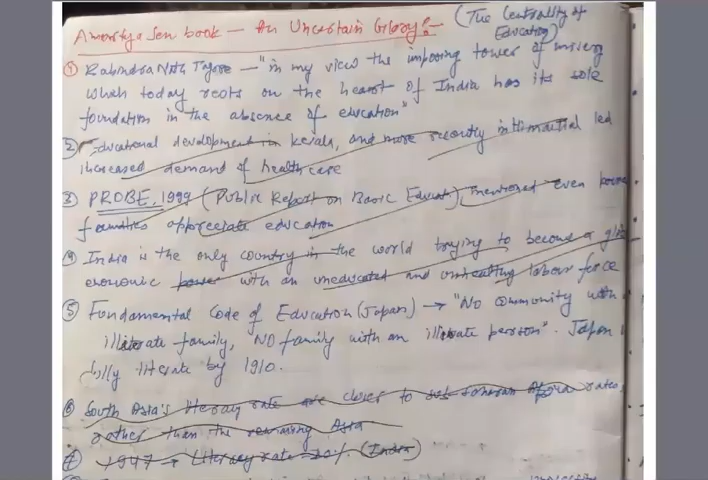 Amartya Sen book - An Uncertain Glory :- (The Centrality of
Education)
① Rabindra Nath Tagore - "in my view the imposing tower of misery
which today rests on the heart of India has its sole
foundation in the absence of education"
② Educational development in Kerala, and more recently in Himachal led
increased demand of health care
③ PROBE, 1999 (Public Report on Basic Educat), mentioned even poorer
families appreciate education
④ India is the only country in the world trying to become a glo
economic power with an uneducated and unhealthy labour force
⑤ Fundamental Code of Education (Japan) → "No community with
illiterate family, NO family with an illiterate person". Japan
fully literate by 1910.
⑥ South Asia's literacy rate are closer to sub saharan Africa rates,
rather than the remaining Asia
⑦ 1947 → Literacy rate = 20% (India)